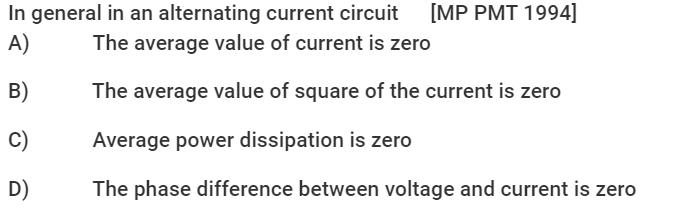 In general in an alternating current circuit [MP PMT 1994]
A) The average value of current is zero
B) The average value of square of the current is zero
C) Average power dissipation is zero
D) The phase difference between voltage and current is zero